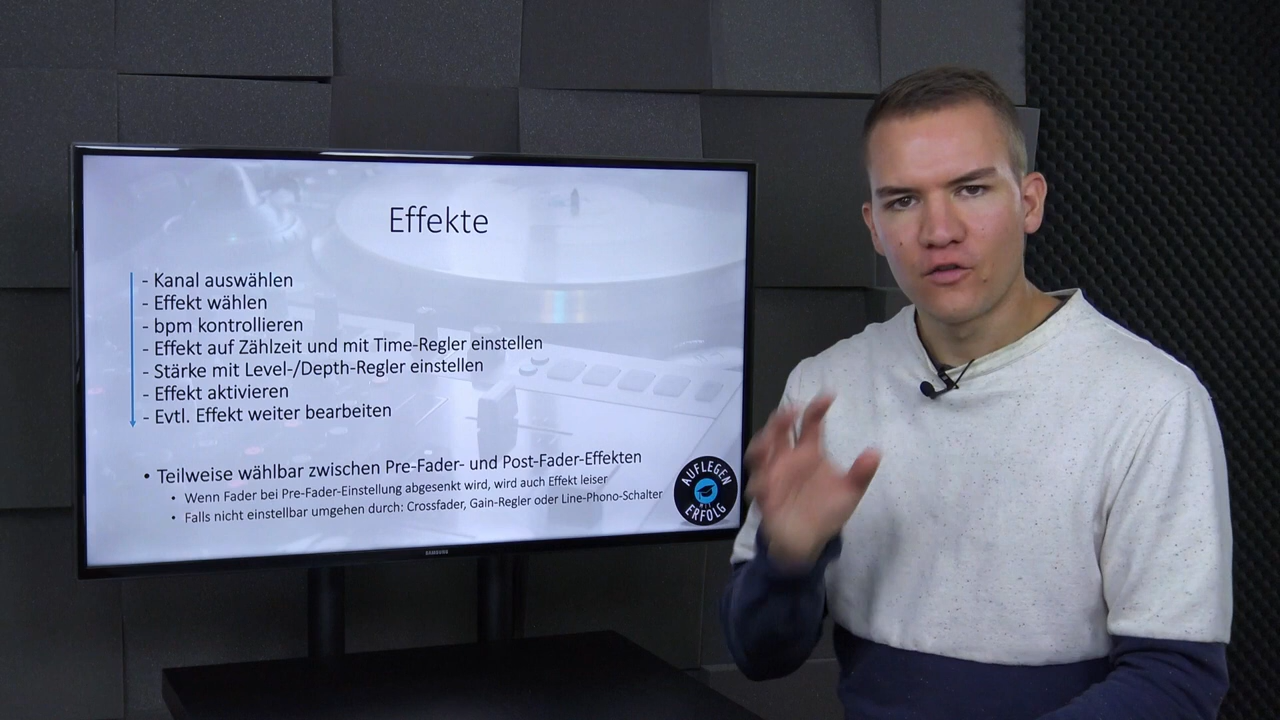 Effekte
- Kanal auswählen
- Effekt wählen
- bpm kontrollieren
- Effekt auf Zählzeit und mit Time-Regler einstellen
- Stärke mit Level-/Depth-Regler einstellen
- Effekt aktivieren
- Evtl. Effekt weiter bearbeiten
• Teilweise wählbar zwischen Pre-Fader- und Post-Fader-Effekten
• Wenn Fader bei Pre-Fader-Einstellung abgesenkt wird, wird auch Effekt leiser
• Falls nicht einstellbar umgehen durch: Crossfader, Gain-Regler oder Line-Phono-Schalter
AUFLEGEN
MIT
ERFOLG
SAMSUNG